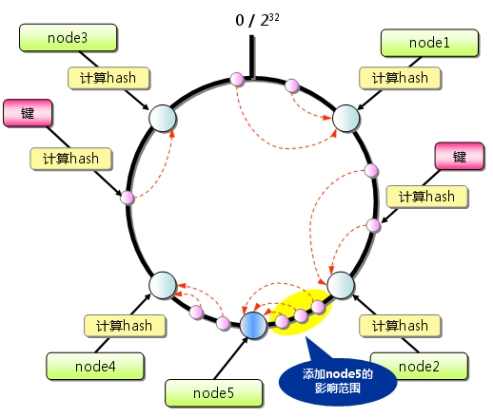 0 / 2³²
node3
node1
计算hash
计算hash
键
键
计算hash
计算hash
计算hash
计算hash
node4
node2
node5
添加node5的
影响范围